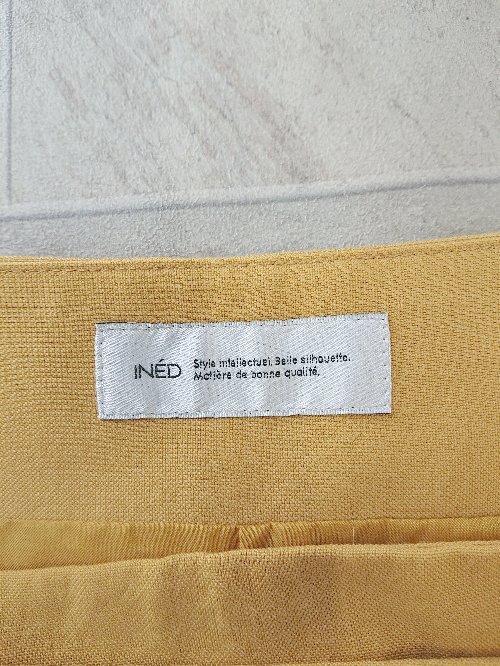 INÉD
Style intellectuel. Belle silhouette.
Matière de bonne qualité.